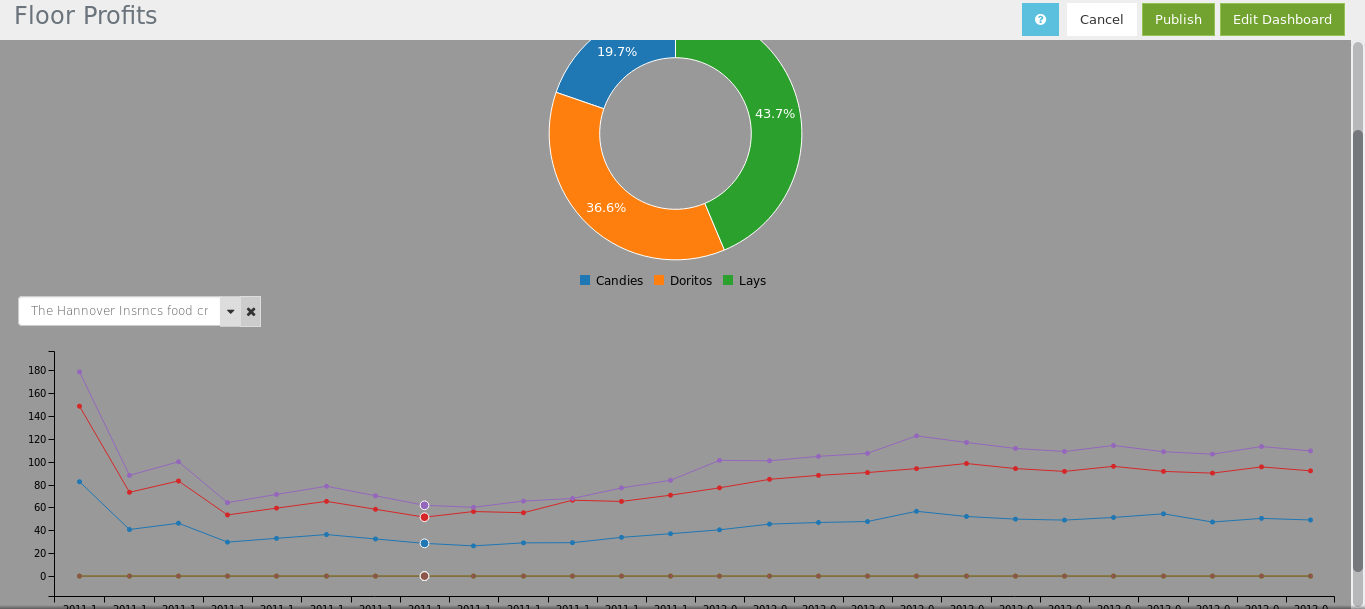 Floor Profits
Cancel
Publish
Edit Dashboard
19.7%
43.7%
36.6%
Candies Doritos Lays
The Hannover Insrncs food cr
180
160
140
120
100
80
60
40
20
0